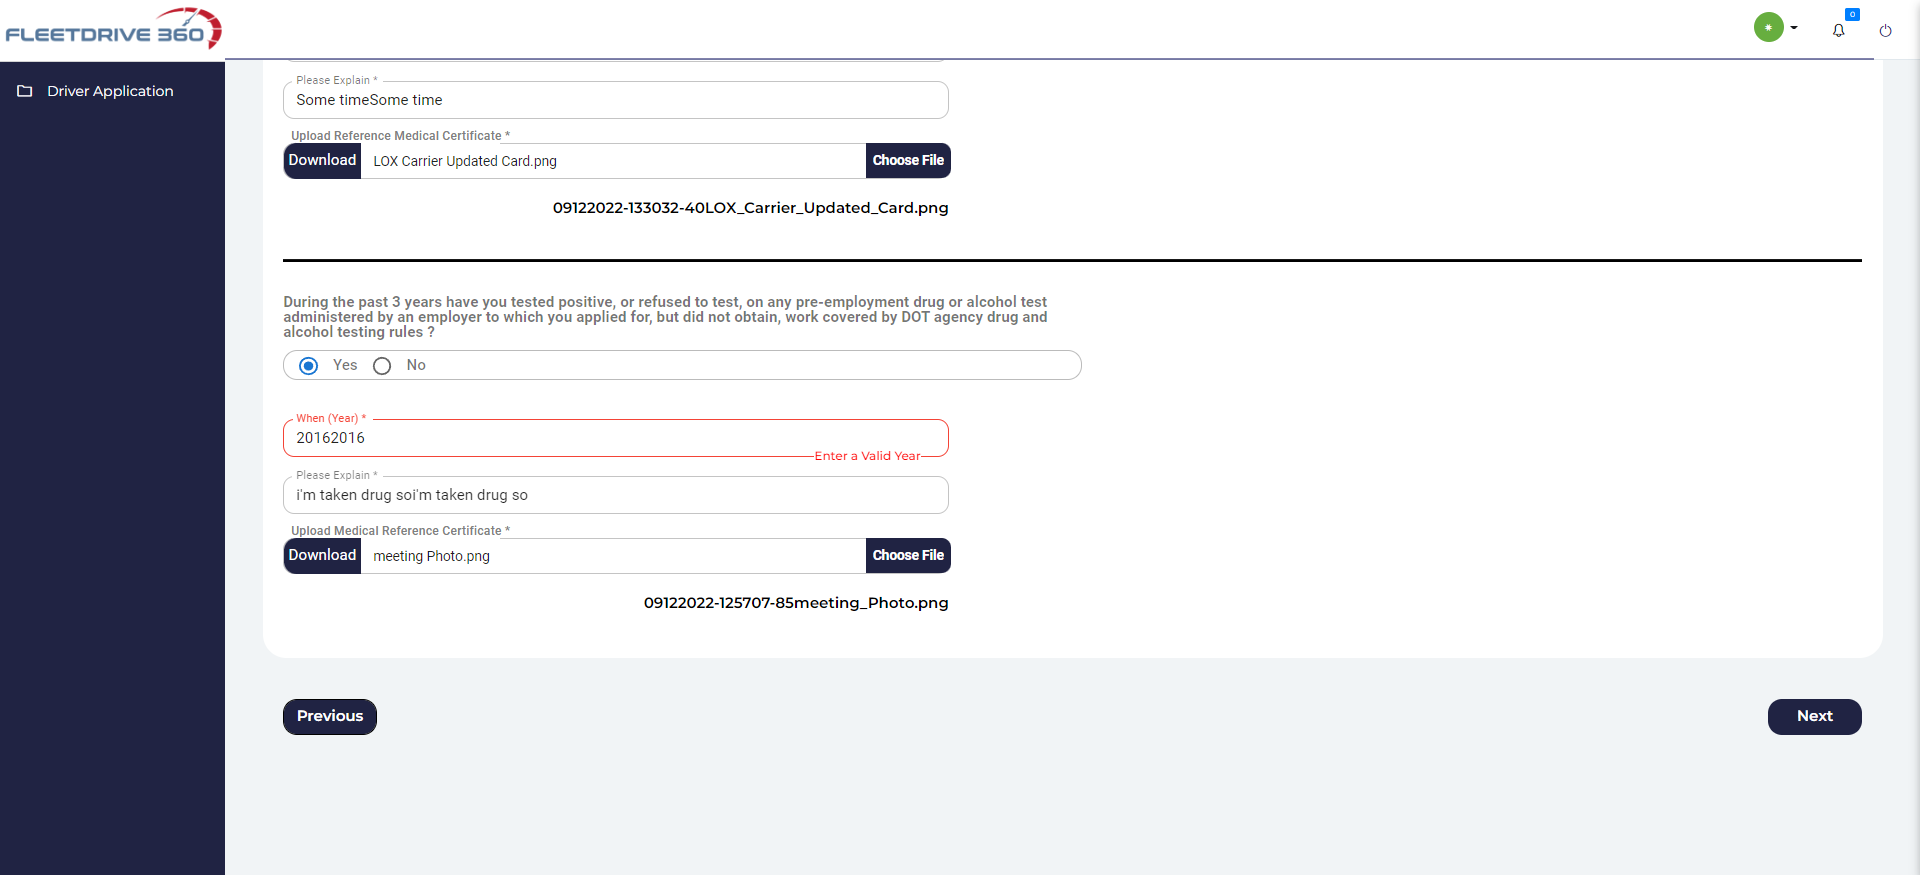 FLEETDRIVE 360
0
Driver Application
Please Explain *
Some timeSome time
Upload Reference Medical Certificate *
Download LOX Carrier Updated Card.png Choose File
09122022-133032-40LOX_Carrier_Updated_Card.png
During the past 3 years have you tested positive, or refused to test, on any pre-employment drug or alcohol test
administered by an employer to which you applied for, but did not obtain, work covered by DOT agency drug and
alcohol testing rules ?
Yes No
When (Year) *
20162016
Enter a Valid Year
Please Explain *
i'm taken drug soi'm taken drug so
Upload Medical Reference Certificate *
Download meeting Photo.png Choose File
09122022-125707-85meeting_Photo.png
Previous Next